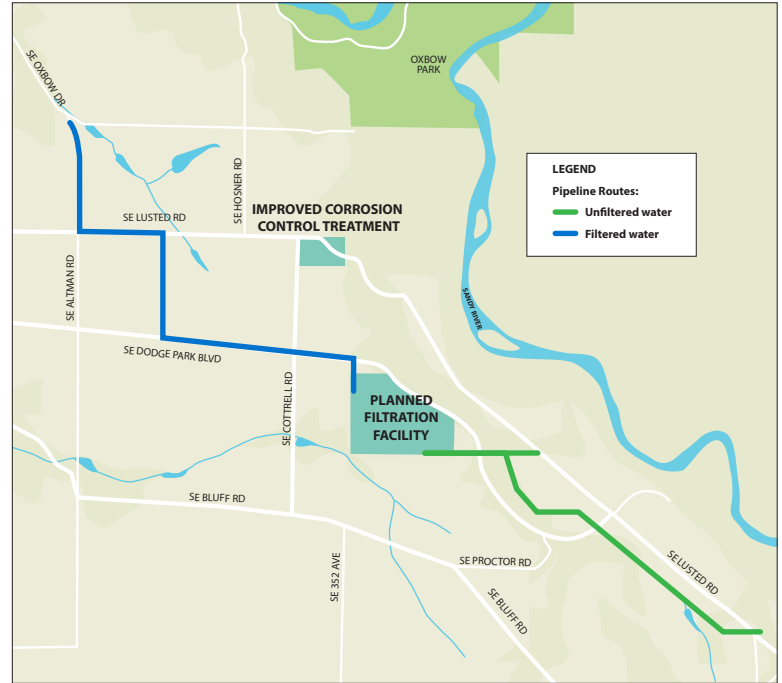 OXBOW
PARK
SE OXBOW DR
SE HOSNER RD
LEGEND
Pipeline Routes:
Unfiltered water
Filtered water
IMPROVED CORROSION
CONTROL TREATMENT
SE LUSTED RD
SE ALTMAN RD
SANDY RIVER
SE DODGE PARK BLVD
SE COTTRELL RD
PLANNED
FILTRATION
FACILITY
SE BLUFF RD
SE 352 AVE
SE PROCTOR RD
SE BLUFF RD
SE LUSTED RD